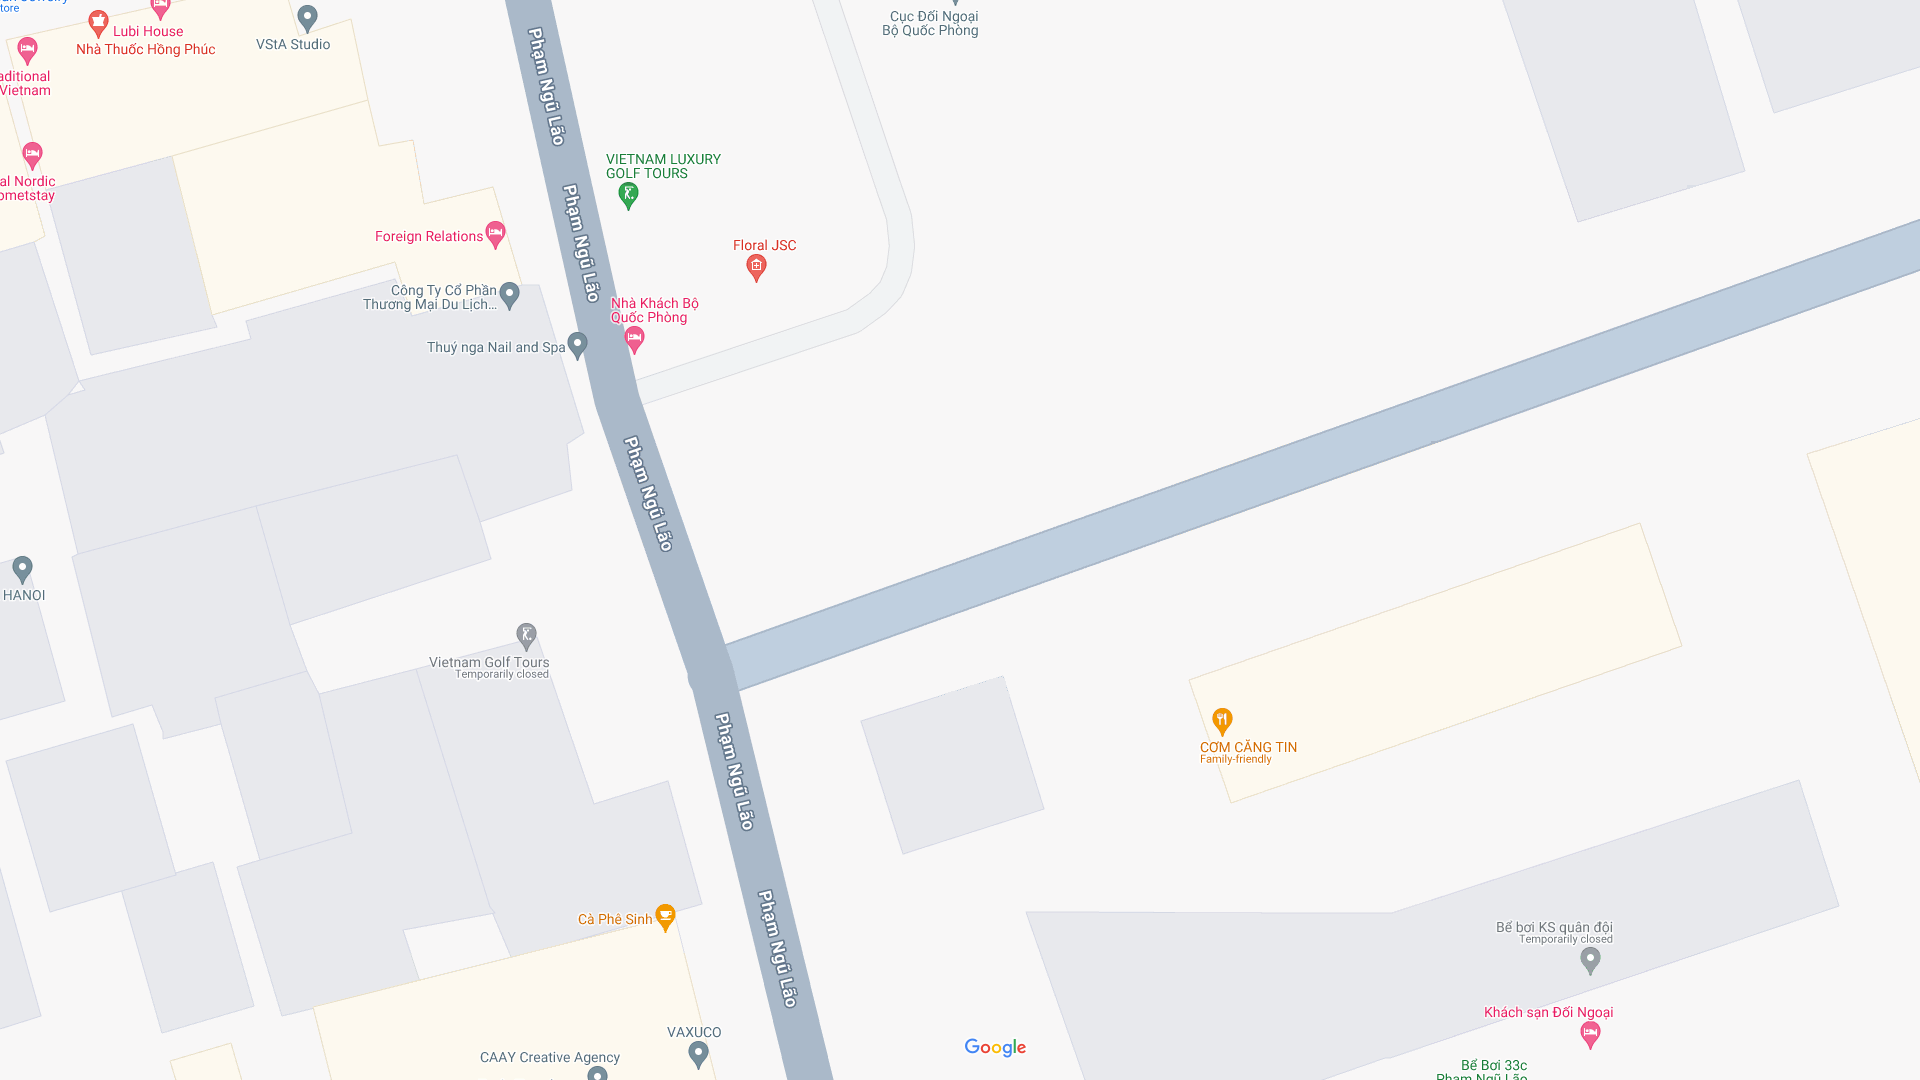 tore
Lubi House
Nhà Thuốc Hồng Phúc
VStA Studio
Cục Đối Ngoại
Bộ Quốc Phòng
aditional
Vietnam
Phạm Ngũ Lão
VIETNAM LUXURY
GOLF TOURS
al Nordic
ometstay
Phạm Ngũ Lão
Foreign Relations
Floral JSC
Công Ty Cổ Phần
Thương Mại Du Lịch...
Nhà Khách Bộ
Quốc Phòng
Thuý nga Nail and Spa
Phạm Ngũ Lão
HANOI
Vietnam Golf Tours
Temporarily closed
CƠM CĂNG TIN
Family-friendly
Phạm Ngũ Lão
Cà Phê Sinh
Phạm Ngũ Lão
Bể bơi KS quân đội
Temporarily closed
Khách sạn Đối Ngoại
VAXUCO
CAAY Creative Agency
Google
Bể Bơi 33c
Phạm Ngũ Lão